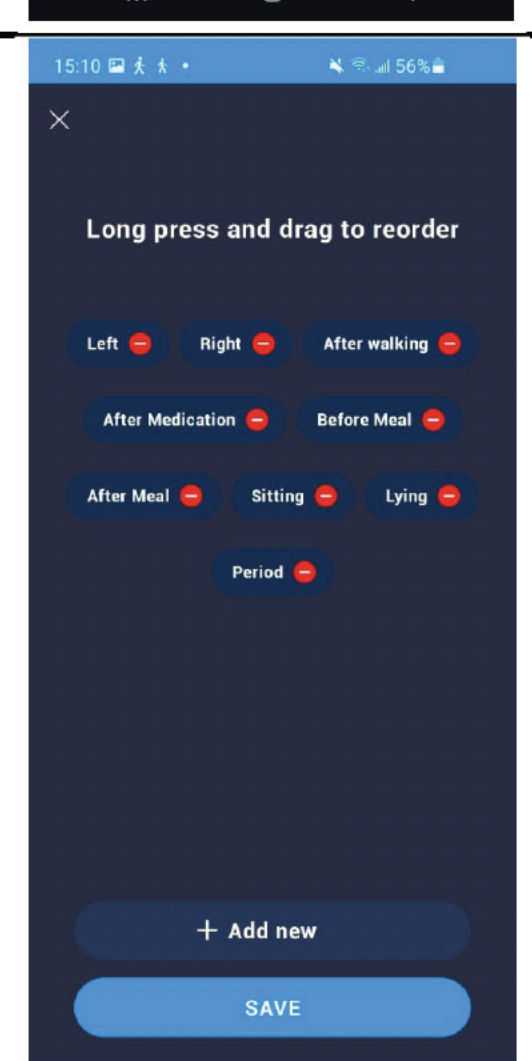 15:10 56%
Long press and drag to reorder
Left Right After walking
After Medication Before Meal
After Meal Sitting Lying
Period
+ Add new
SAVE